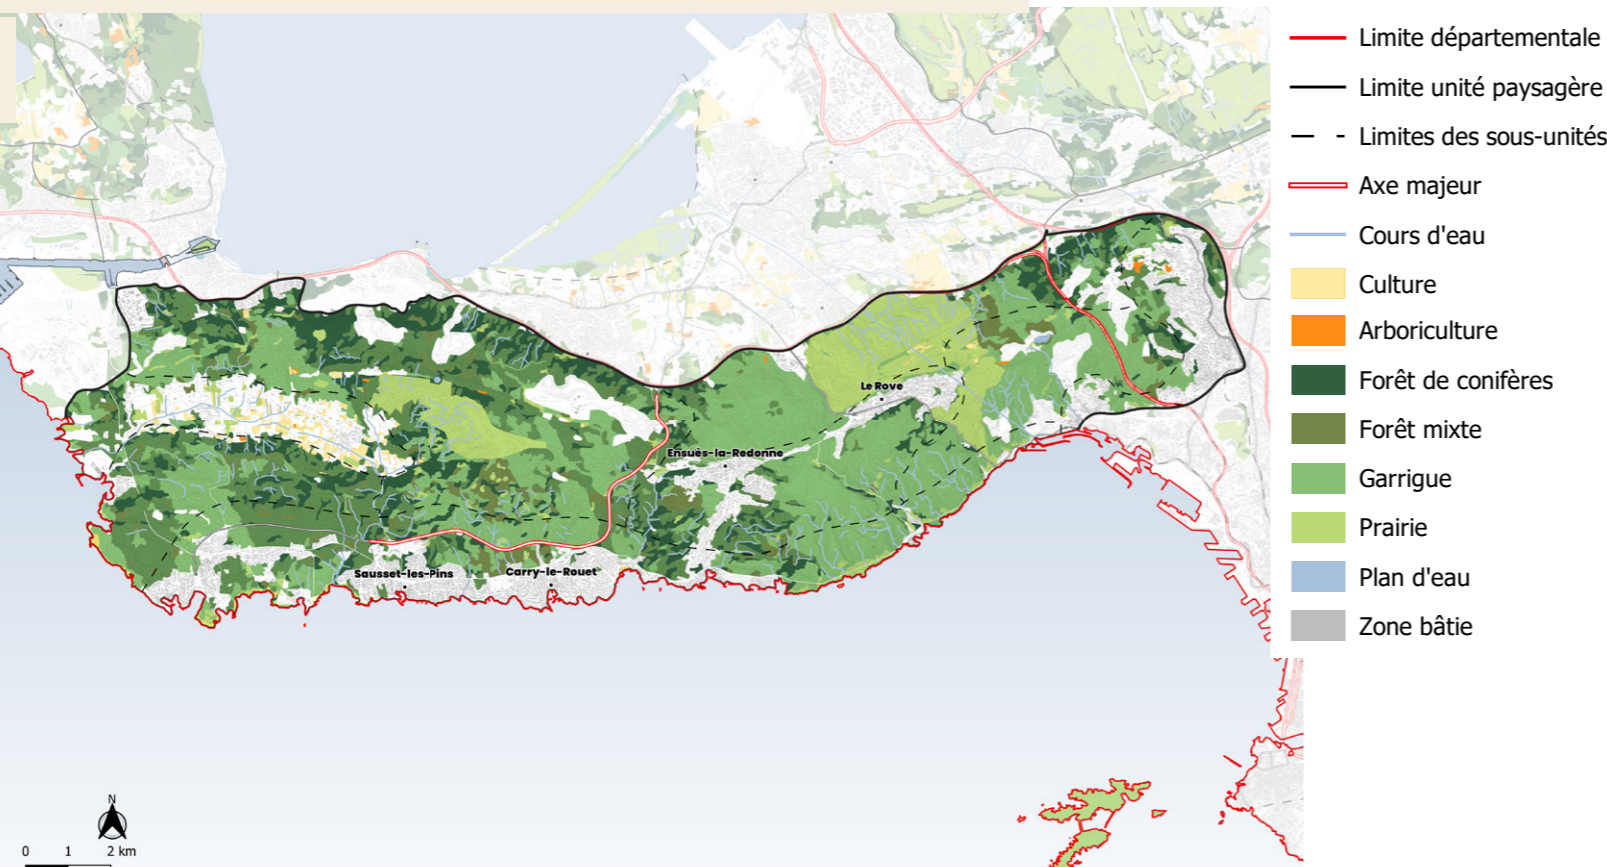 Limite départementale
Limite unité paysagère
Limites des sous-unités
Axe majeur
Cours d'eau
Culture
Arboriculture
Forêt de conifères
Forêt mixte
Garrigue
Prairie
Plan d'eau
Zone bâtie
Le Rove
Ensuès-la-Redonne
Sausset-les-Pins
Carry-le-Rouet
N
0 1 2 km